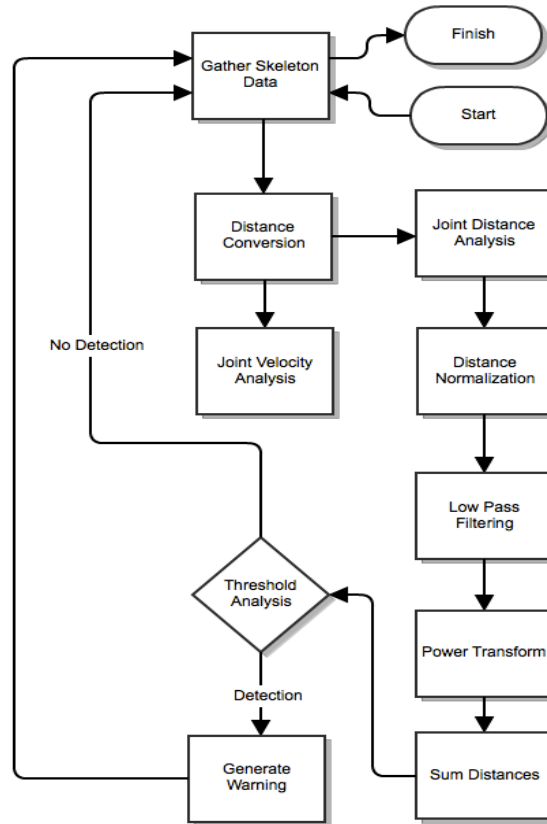 Finish
Gather Skeleton
Data
Start
Distance
Conversion
Joint Distance
Analysis
No Detection
Joint Velocity
Analysis
Distance
Normalization
Low Pass
Filtering
Threshold
Analysis
Power Transform
Detection
Generate
Warning
Sum Distances